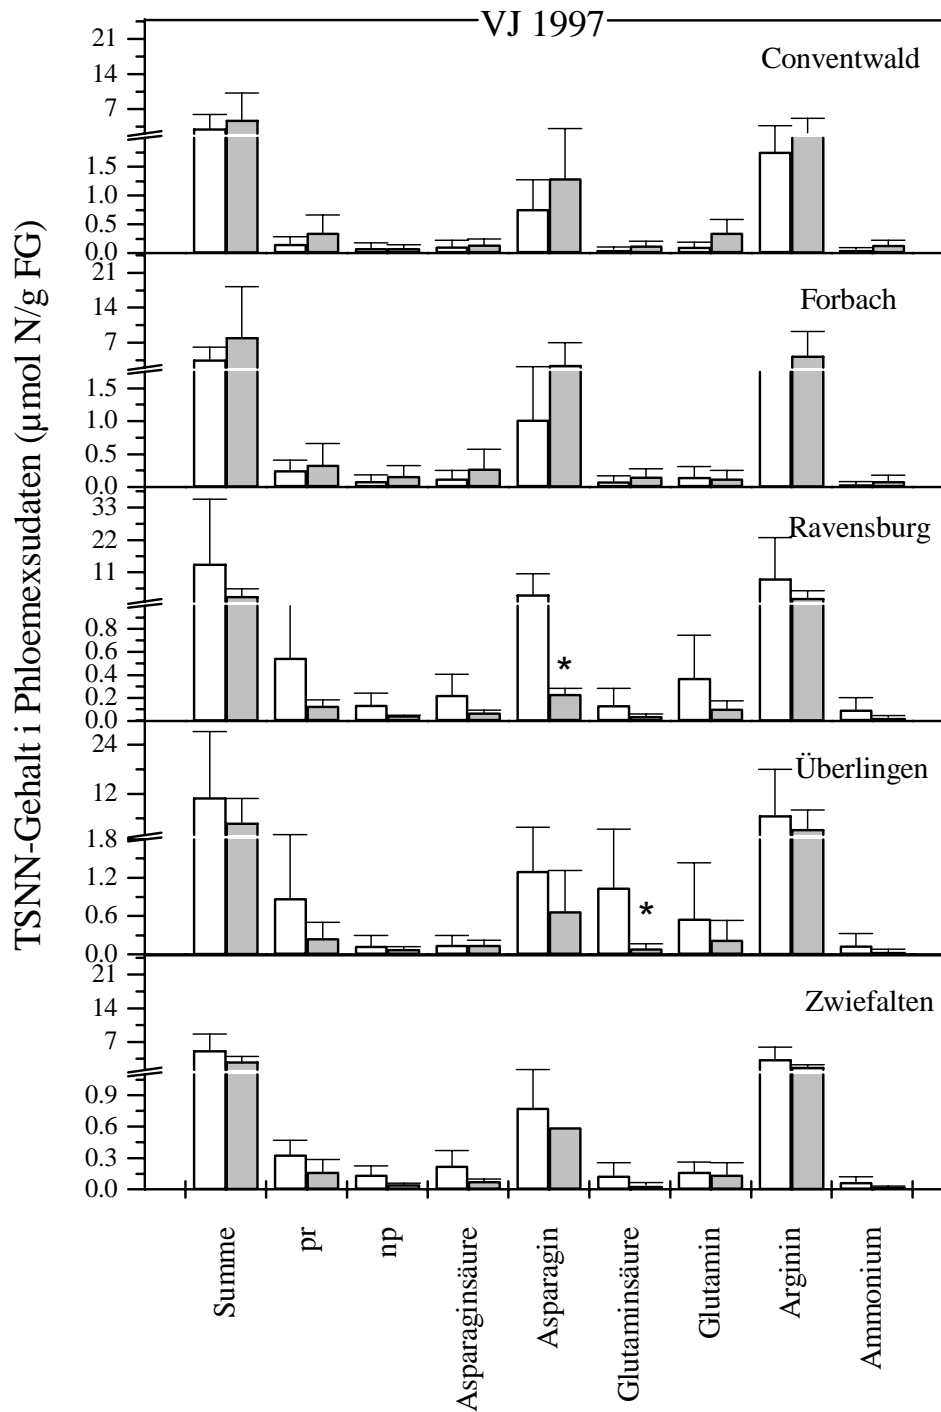 VJ 1997
TSNN-Gehalt i Phloemexsudaten (µmol N/g FG)
Conventwald
21
14
7
1.5
1.0
0.5
0.0
Forbach
21
14
7
1.5
1.0
0.5
0.0
Ravensburg
33
22
11
0.8
0.6
0.4
0.2
0.0
*
Überlingen
24
12
1.8
1.2
0.6
0.0
*
Zwiefalten
21
14
7
0.9
0.6
0.3
0.0
Summe
pr
np
Asparaginsäure
Asparagin
Glutaminsäure
Glutamin
Arginin
Ammonium